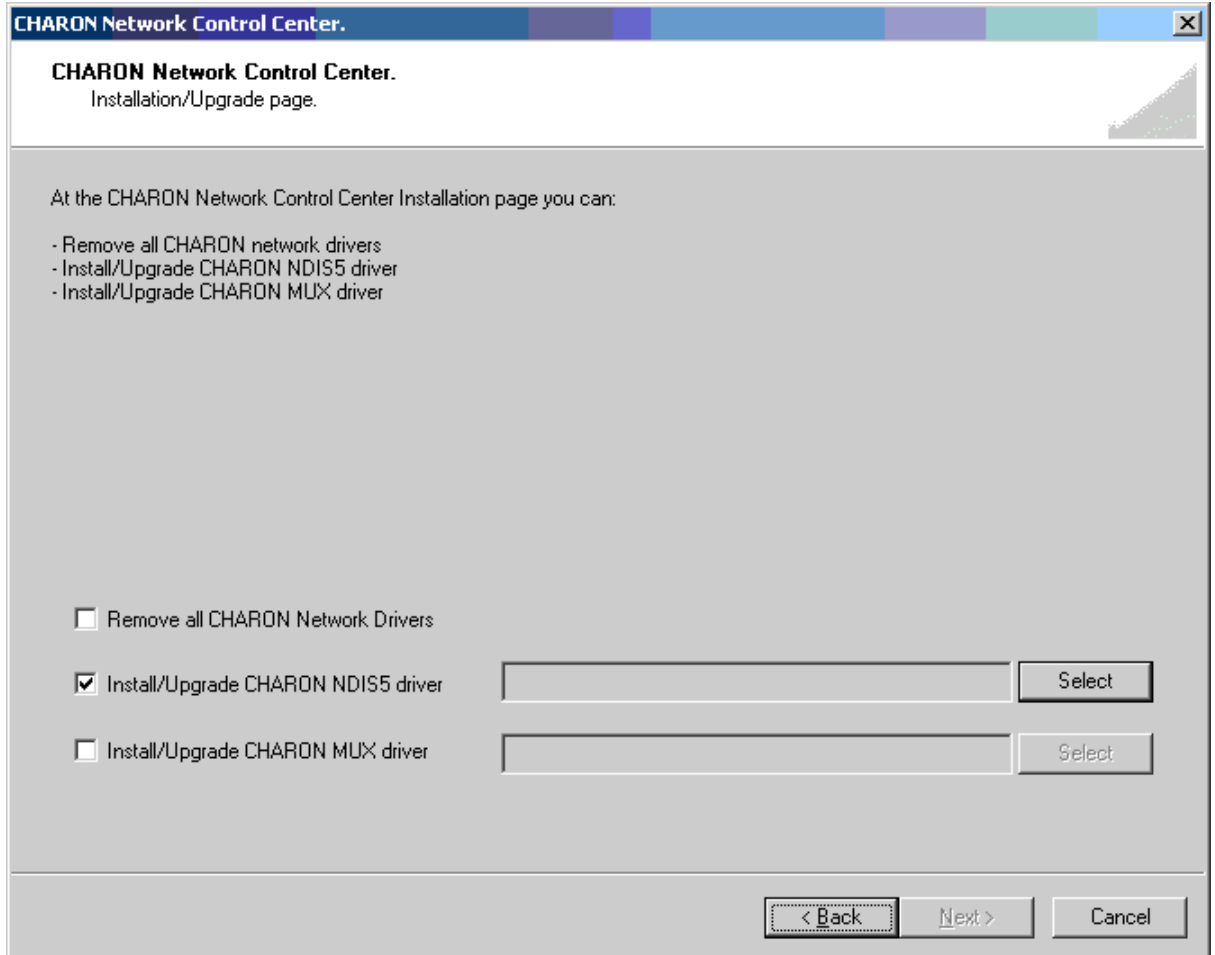 CHARON Network Control Center.
CHARON Network Control Center.
Installation/Upgrade page.
At the CHARON Network Control Center Installation page you can:
- Remove all CHARON network drivers
- Install/Upgrade CHARON NDIS5 driver
- Install/Upgrade CHARON MUX driver
Remove all CHARON Network Drivers
Install/Upgrade CHARON NDIS5 driver Select
Install/Upgrade CHARON MUX driver Select
< Back Next > Cancel